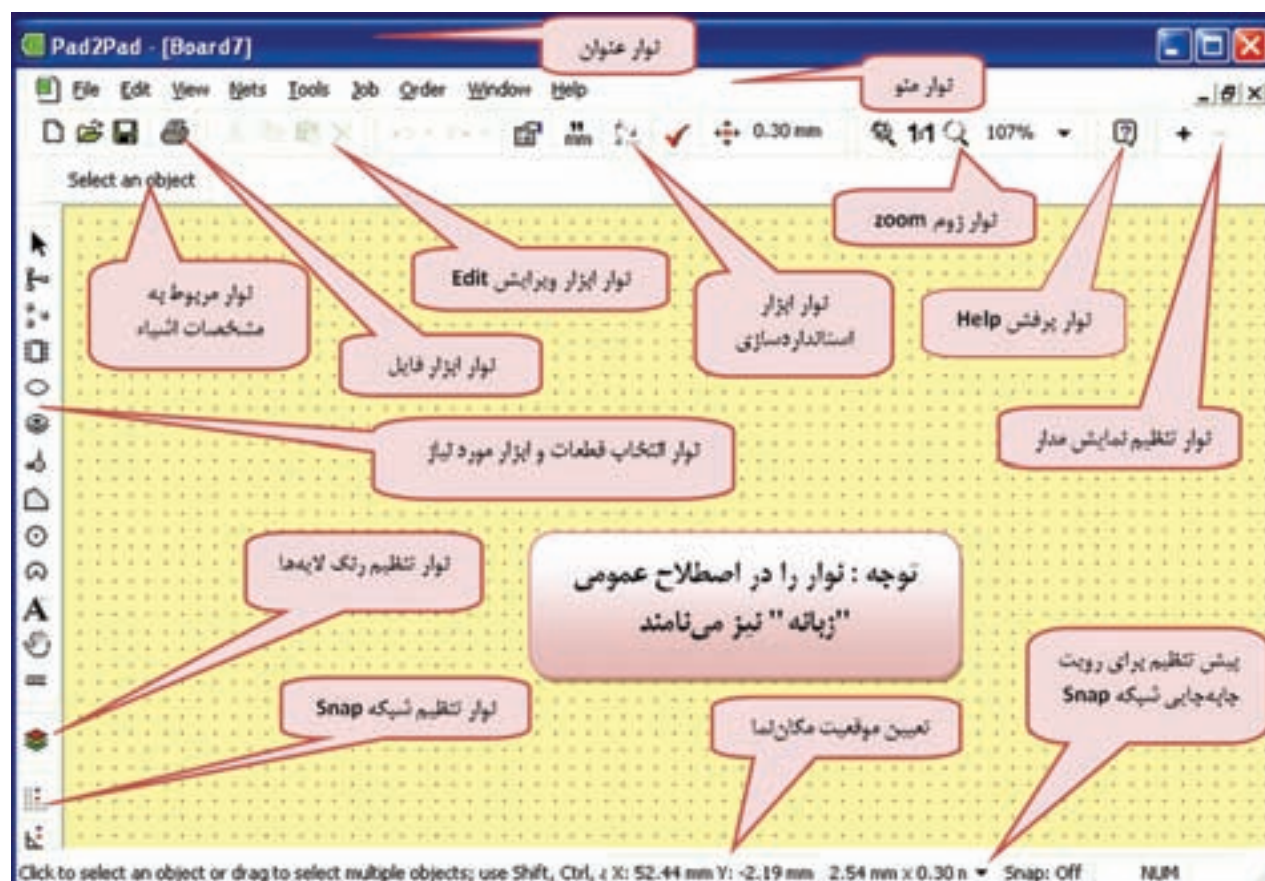 Pad2Pad - [Board7]
نوار عنوان
File Edit View Nets Tools Job Order Window Help
نوار منو
mm
0.30 mm
1:1
107%
Select an object
نوار زوم zoom
نوار ابزار ویرایش Edit
نوار مربوط به
مشخصات اشیاء
نوار ابزار
استانداردسازی
نوار پرفش Help
نوار ابزار فایل
نوار تنظیم نمایش مدار
نوار انتخاب قطعات و ابزار مورد نیاز
نوار تنظیم رنگ لایه‌ها
توجه : نوار را در اصطلاح عمومی
"زبانه" نیز می‌نامند
پیش تنظیم برای رویت
جابه‌جایی شبکه Snap
نوار تنظیم شبکه Snap
تعیین موقعیت مکان‌نما
Click to select an object or drag to select multiple objects; use Shift, Ctrl, a X: 52.44 mm Y: -2.19 mm 2.54 mm x 0.30 n Snap: Off NUM